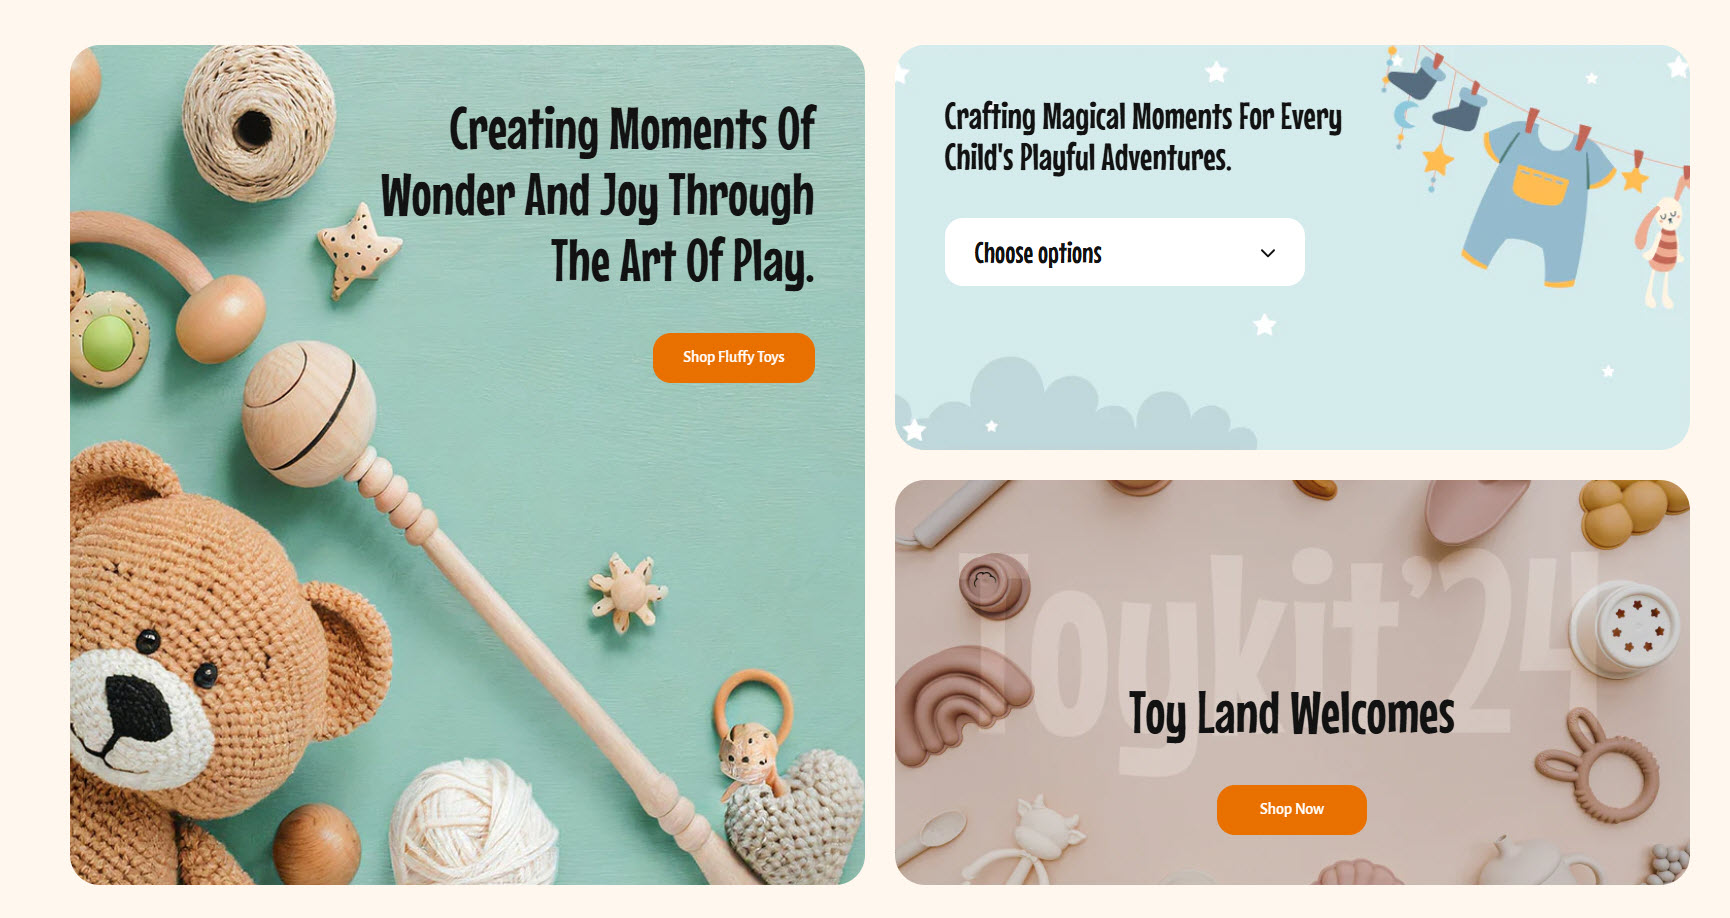 Creating Moments Of
Wonder And Joy Through
The Art Of Play.
Shop Fluffy Toys
Crafting Magical Moments For Every
Child's Playful Adventures.
Choose options
Toykit’24
Toy Land Welcomes
Shop Now